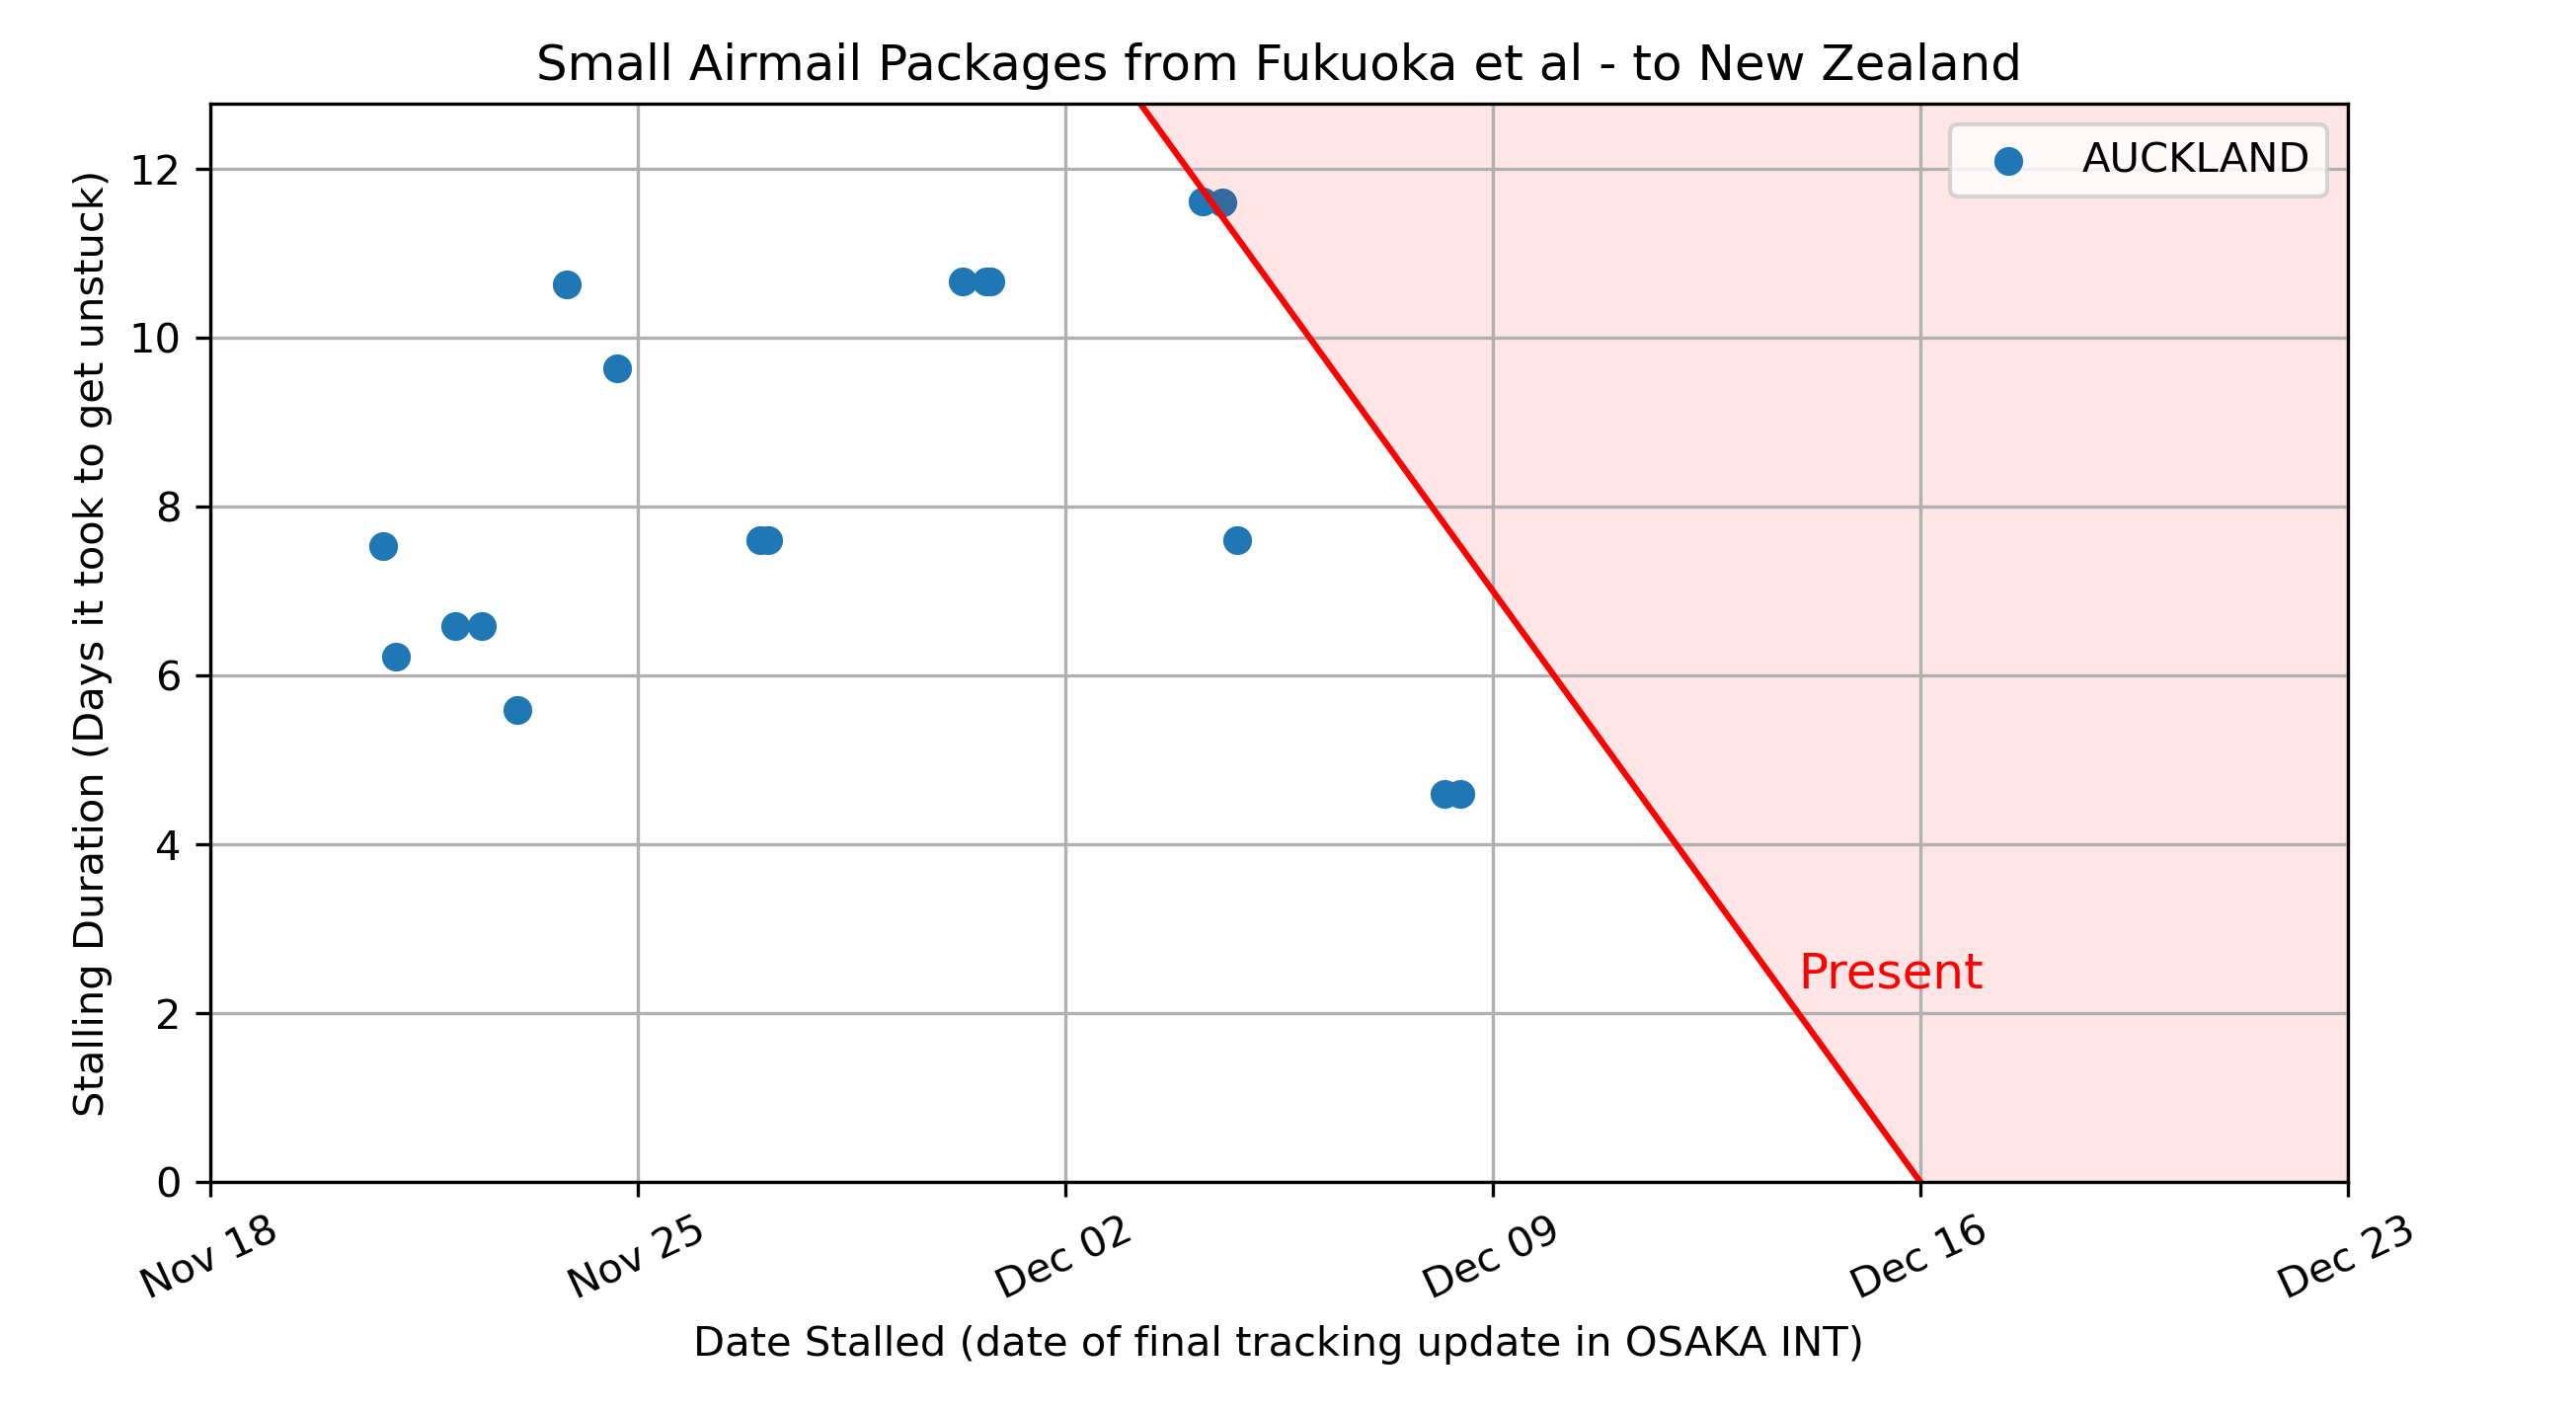 Small Airmail Packages from Fukuoka et al - to New Zealand
Stalling Duration (Days it took to get unstuck)
12
10
8
6
4
2
0
AUCKLAND
Present
Nov 18
Nov 25
Dec 02
Dec 09
Dec 16
Dec 23
Date Stalled (date of final tracking update in OSAKA INT)